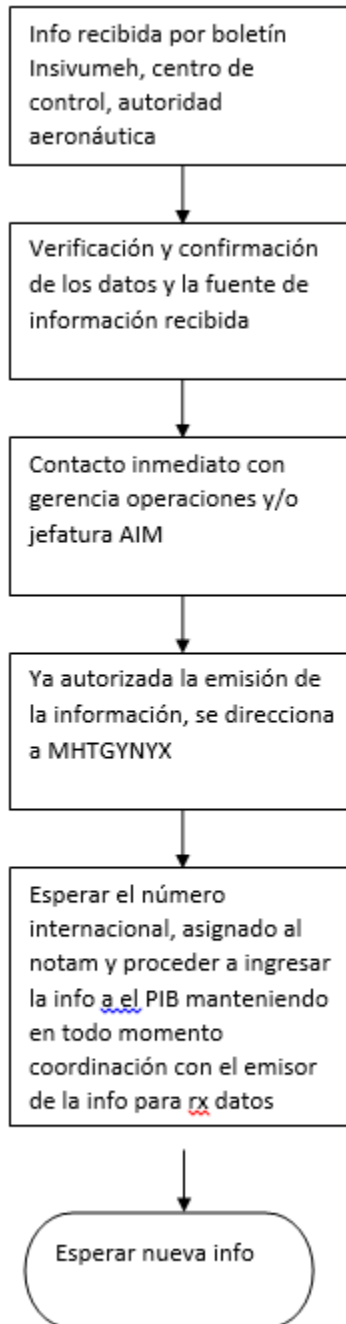 Info recibida por boletín
Insivumeh, centro de
control, autoridad
aeronáutica
Verificación y confirmación
de los datos y la fuente de
información recibida
Contacto inmediato con
gerencia operaciones y/o
jefatura AIM
Ya autorizada la emisión de
la información, se direcciona
a MHTGYNYX
Esperar el número
internacional, asignado al
notam y proceder a ingresar
la info a el PIB manteniendo
en todo momento
coordinación con el emisor
de la info para rx datos
Esperar nueva info